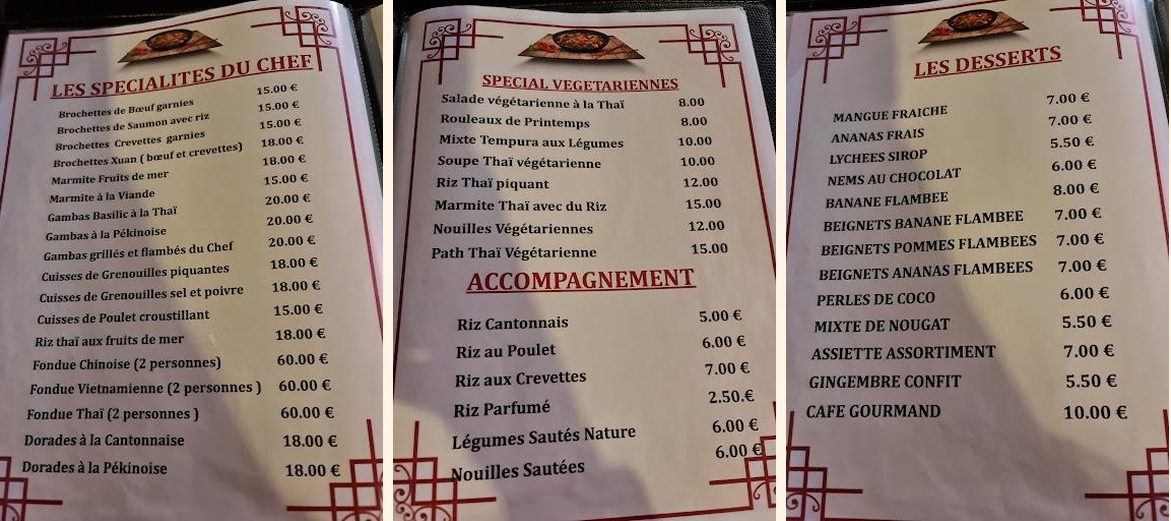 LES SPECIALITES DU CHEF
Brochettes de Bœuf garnies 15.00 €
Brochettes de Saumon avec riz 15.00 €
Brochettes Crevettes garnies 15.00 €
Brochettes Xuan ( bœuf et crevettes) 18.00 €
Marmite Fruits de mer 18.00 €
Marmite à la Viande 15.00 €
Gambas Basilic à la Thaï 20.00 €
Gambas à la Pékinoise 20.00 €
Gambas grillés et flambés du Chef 20.00 €
Cuisses de Grenouilles piquantes 18.00 €
Cuisses de Grenouilles sel et poivre 18.00 €
Cuisses de Poulet croustillant 15.00 €
Riz thaï aux fruits de mer 18.00 €
Fondue Chinoise (2 personnes) 60.00 €
Fondue Vietnamienne (2 personnes ) 60.00 €
Fondue Thaï (2 personnes ) 60.00 €
Dorades à la Cantonnaise 18.00 €
Dorades à la Pékinoise 18.00 €
SPECIAL VEGETARIENNES
Salade végétarienne à la Thaï 8.00
Rouleaux de Printemps 8.00
Mixte Tempura aux Légumes 10.00
Soupe Thaï végétarienne 10.00
Riz Thaï piquant 12.00
Marmite Thaï avec du Riz 15.00
Nouilles Végétariennes 12.00
Path Thaï Végétarienne 15.00
ACCOMPAGNEMENT
Riz Cantonnais 5.00 €
Riz au Poulet 6.00 €
Riz aux Crevettes 7.00 €
Riz Parfumé 2.50.€
Légumes Sautés Nature 6.00 €
Nouilles Sautées 6.00 €
LES DESSERTS
MANGUE FRAICHE 7.00 €
ANANAS FRAIS 7.00 €
LYCHEES SIROP 5.50 €
NEMS AU CHOCOLAT 6.00 €
BANANE FLAMBEE 8.00 €
BEIGNETS BANANE FLAMBEE 7.00 €
BEIGNETS POMMES FLAMBEES 7.00 €
BEIGNETS ANANAS FLAMBEES 7.00 €
PERLES DE COCO 6.00 €
MIXTE DE NOUGAT 5.50 €
ASSIETTE ASSORTIMENT 7.00 €
GINGEMBRE CONFIT 5.50 €
CAFE GOURMAND 10.00 €